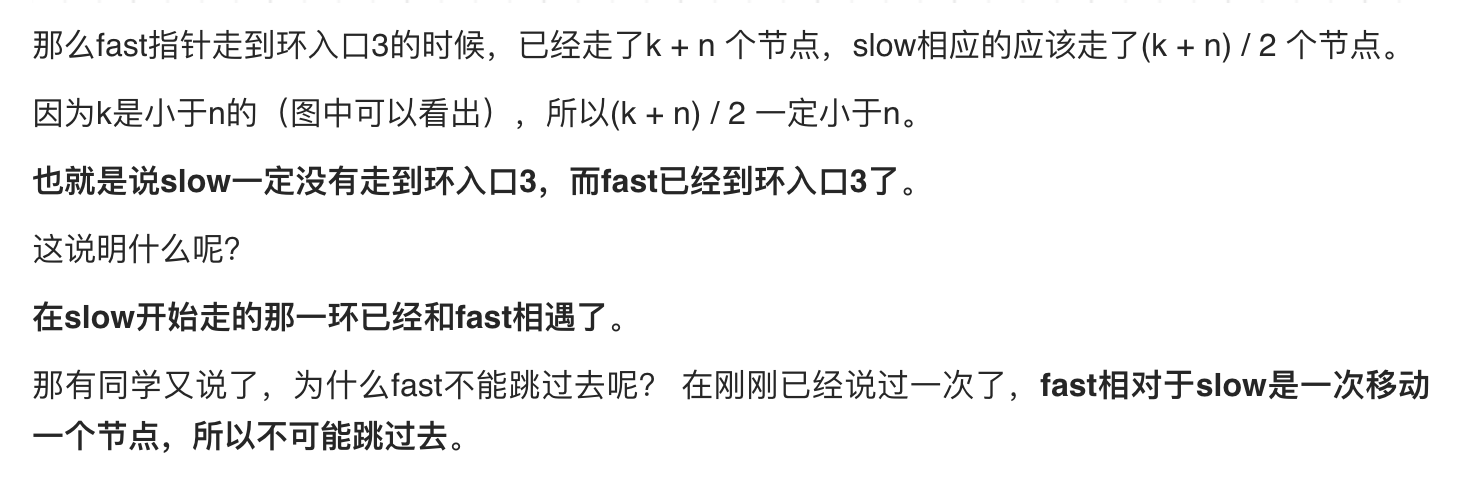 那么fast指针走到环入口3的时候，已经走了k + n 个节点，slow相应的应该走了(k + n) / 2 个节点。
因为k是小于n的（图中可以看出），所以(k + n) / 2 一定小于n。
也就是说slow一定没有走到环入口3，而fast已经到环入口3了。
这说明什么呢？
在slow开始走的那一环已经和fast相遇了。
那有同学又说了，为什么fast不能跳过去呢？ 在刚刚已经说过一次了，fast相对于slow是一次移动
一个节点，所以不可能跳过去。